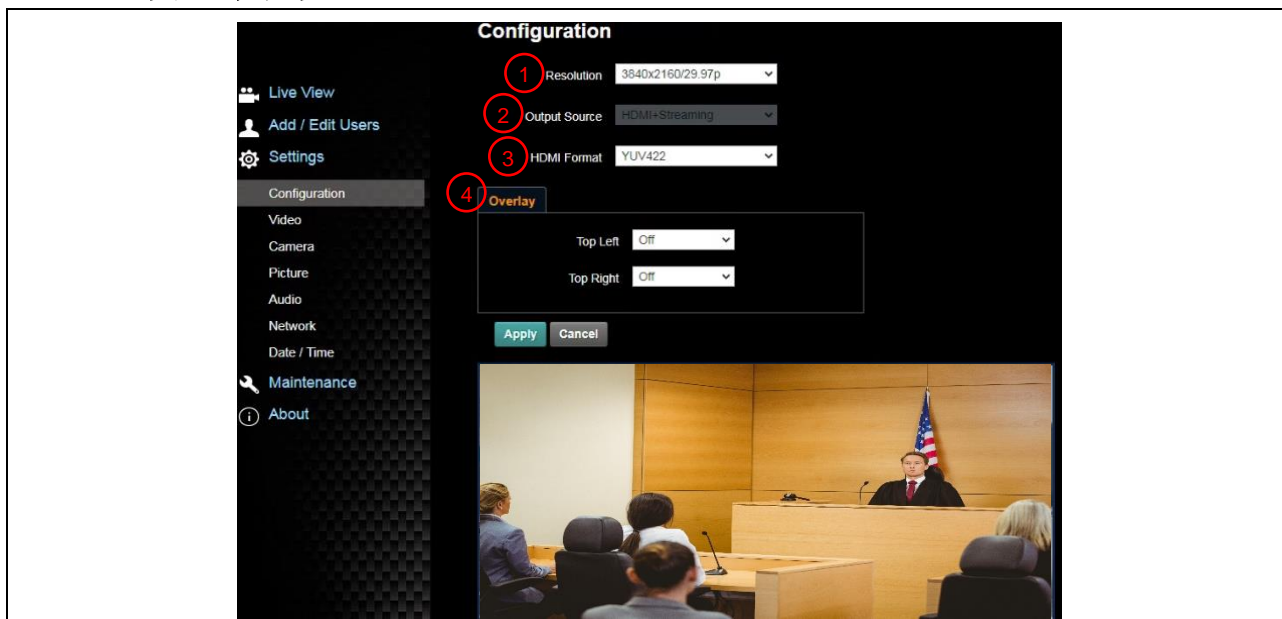 Configuration
1 Resolution 3840x2160/29.97p
2 Output Source HDMI+Streaming
3 HDMI Format YUV422
4 Overlay
Top Left Off
Top Right Off
Apply Cancel
Live View
Add / Edit Users
Settings
Configuration
Video
Camera
Picture
Audio
Network
Date / Time
Maintenance
i About